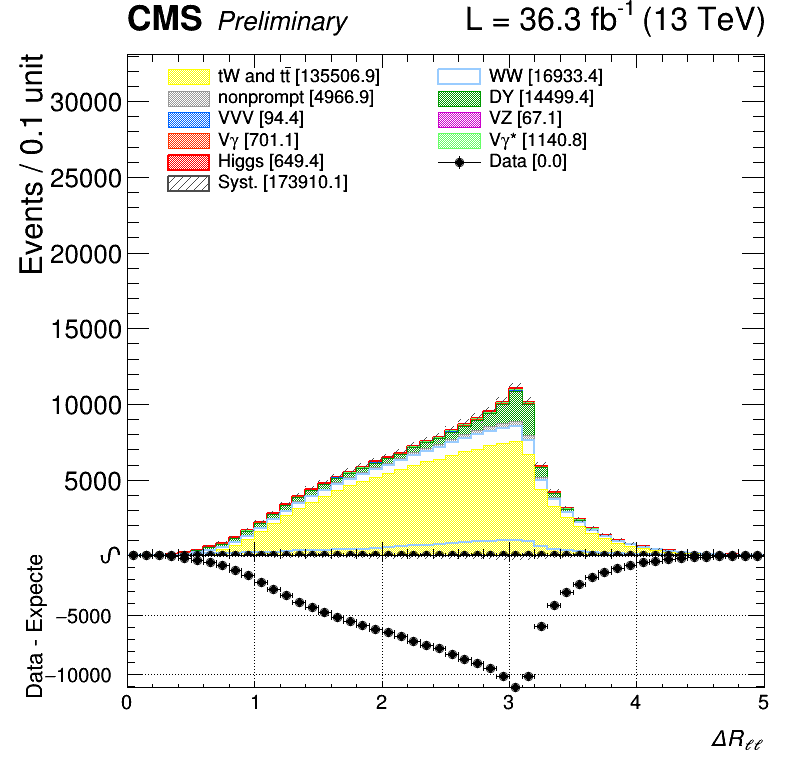 CMS Preliminary L = 36.3 fb⁻¹ (13 TeV)
Events / 0.1 unit
tW and tt̄ [135506.9] WW [16933.4]
nonprompt [4966.9] DY [14499.4]
VVV [94.4] VZ [67.1]
Vγ [701.1] Vγ* [1140.8]
Higgs [649.4] Data [0.0]
Syst. [173910.1]
30000
25000
20000
15000
10000
5000
Data - Expecte
−5000
−10000
0 1 2 3 4 5
ΔRℓℓ